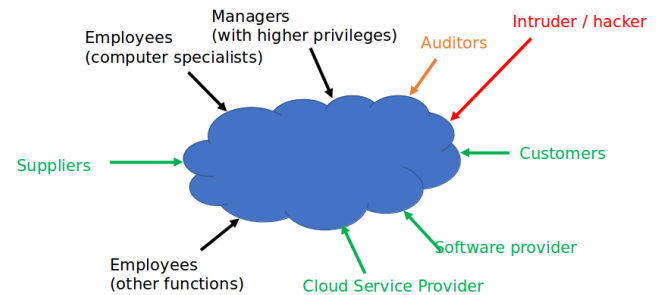 Managers
(with higher privileges)
Intruder / hacker
Employees
(computer specialists)
Auditors
Customers
Suppliers
Software provider
Employees
(other functions)
Cloud Service Provider